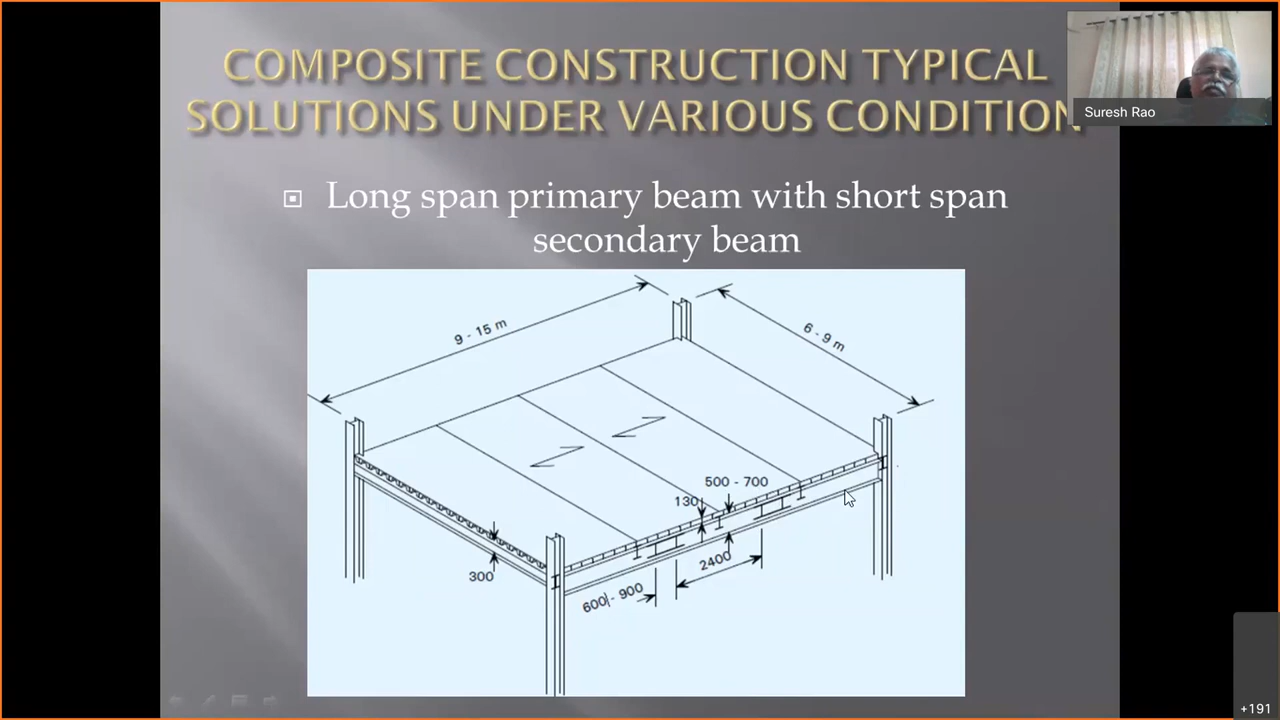 COMPOSITE CONSTRUCTION TYPICAL
SOLUTIONS UNDER VARIOUS CONDITION
Suresh Rao
Long span primary beam with short span
secondary beam
9 - 15 m
6 - 9 m
500 - 700
130
300
2400
600 - 900
+191